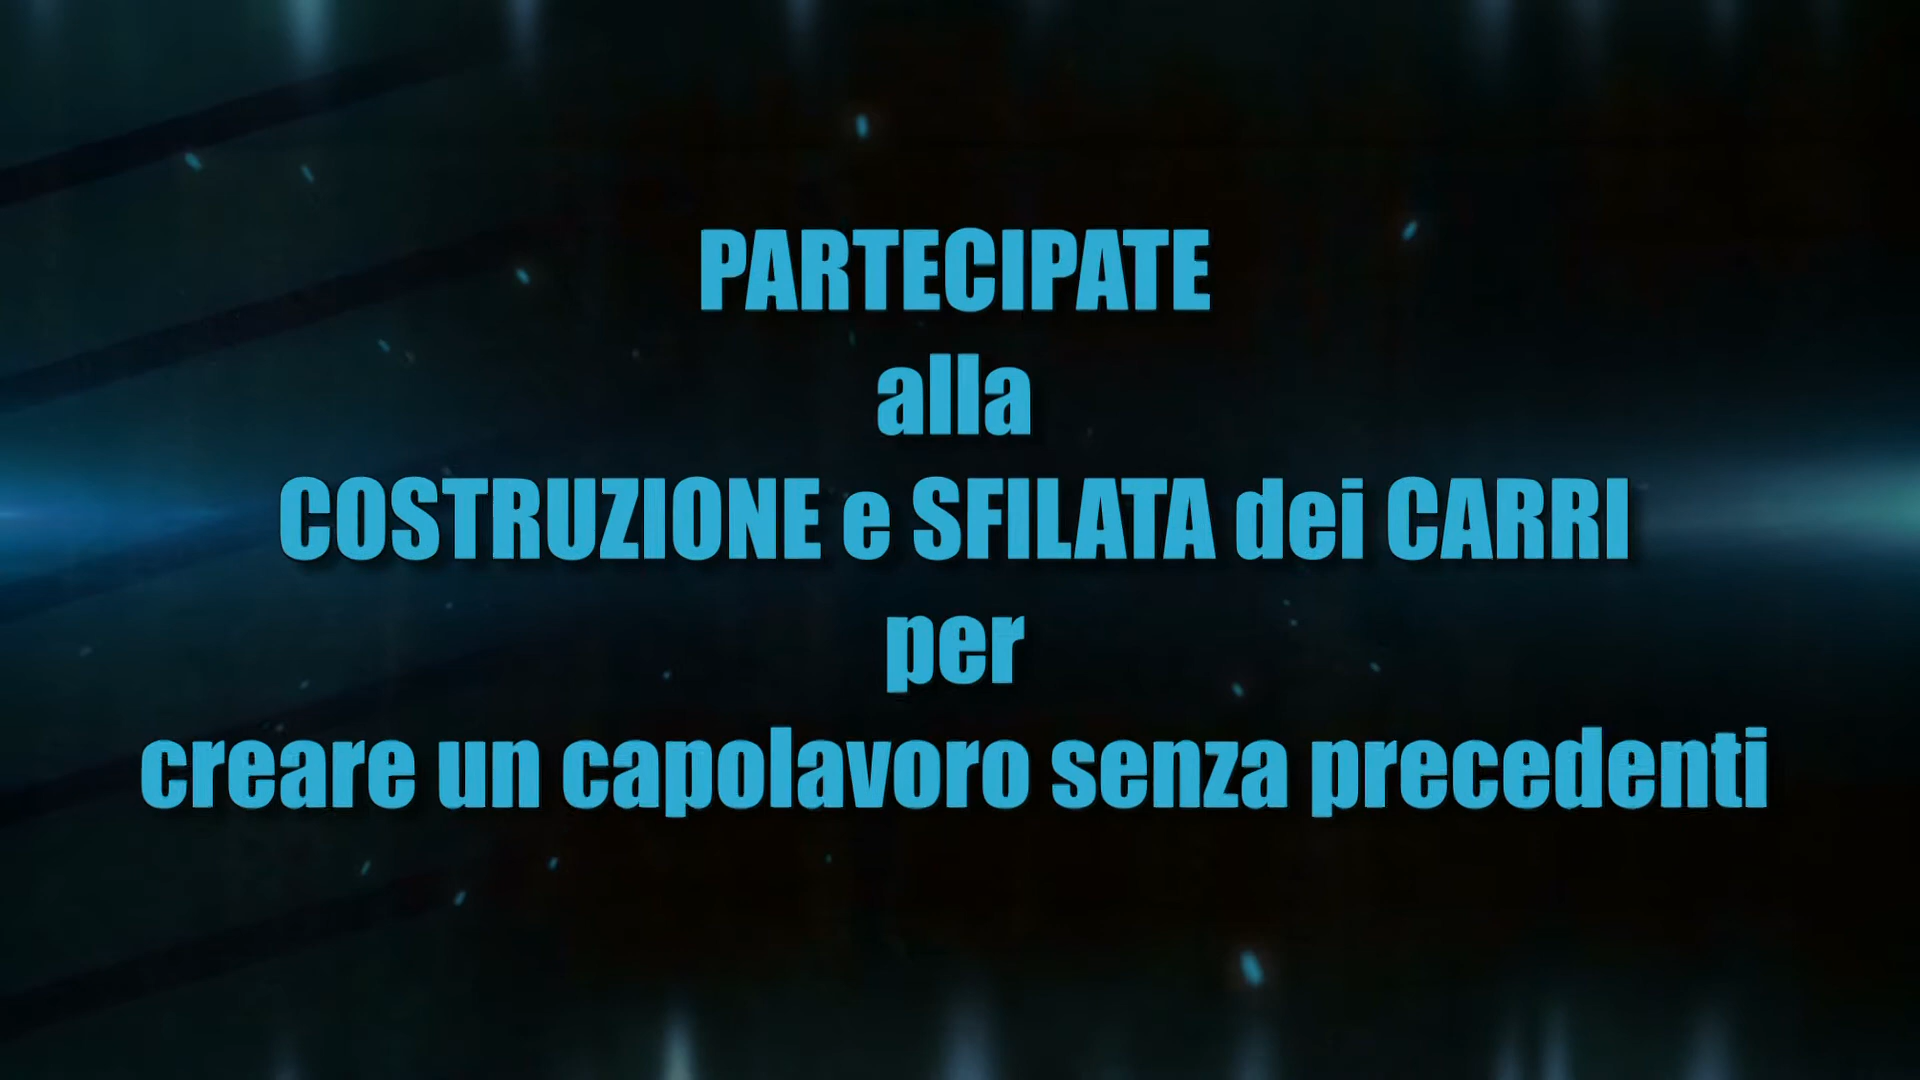 PARTECIPATE
alla
COSTRUZIONE e SFILATA dei CARRI
per
creare un capolavoro senza precedenti